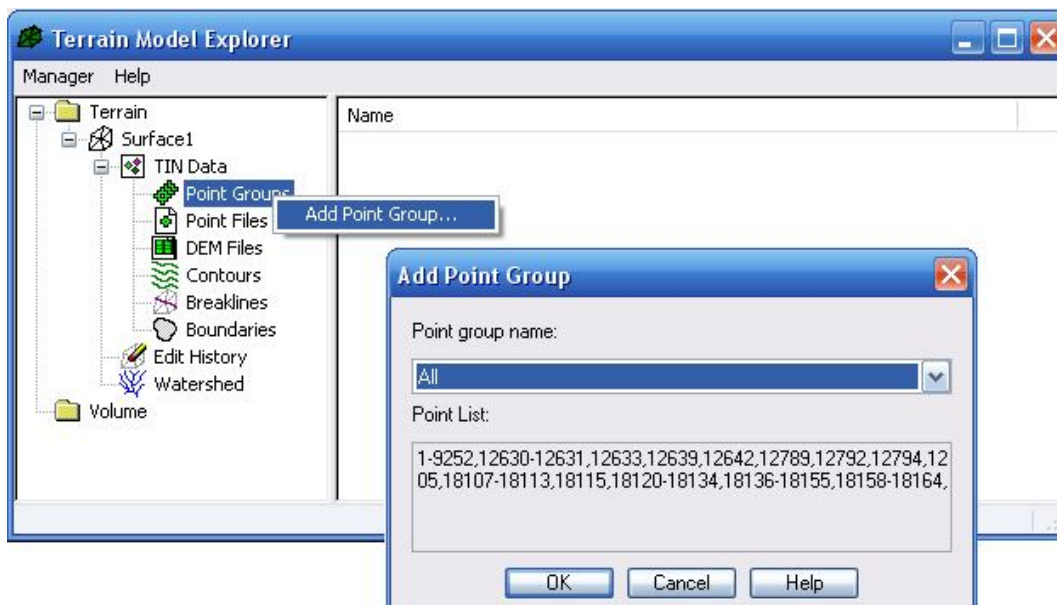 Terrain Model Explorer
Manager Help
Terrain
Surface1
TIN Data
Point Groups
Point Files
DEM Files
Contours
Breaklines
Boundaries
Edit History
Watershed
Volume
Name
Add Point Group...
Add Point Group
Point group name:
All
Point List:
1-9252,12630-12631,12633,12639,12642,12789,12792,12794,12
05,18107-18113,18115,18120-18134,18136-18155,18158-18164,
OK Cancel Help